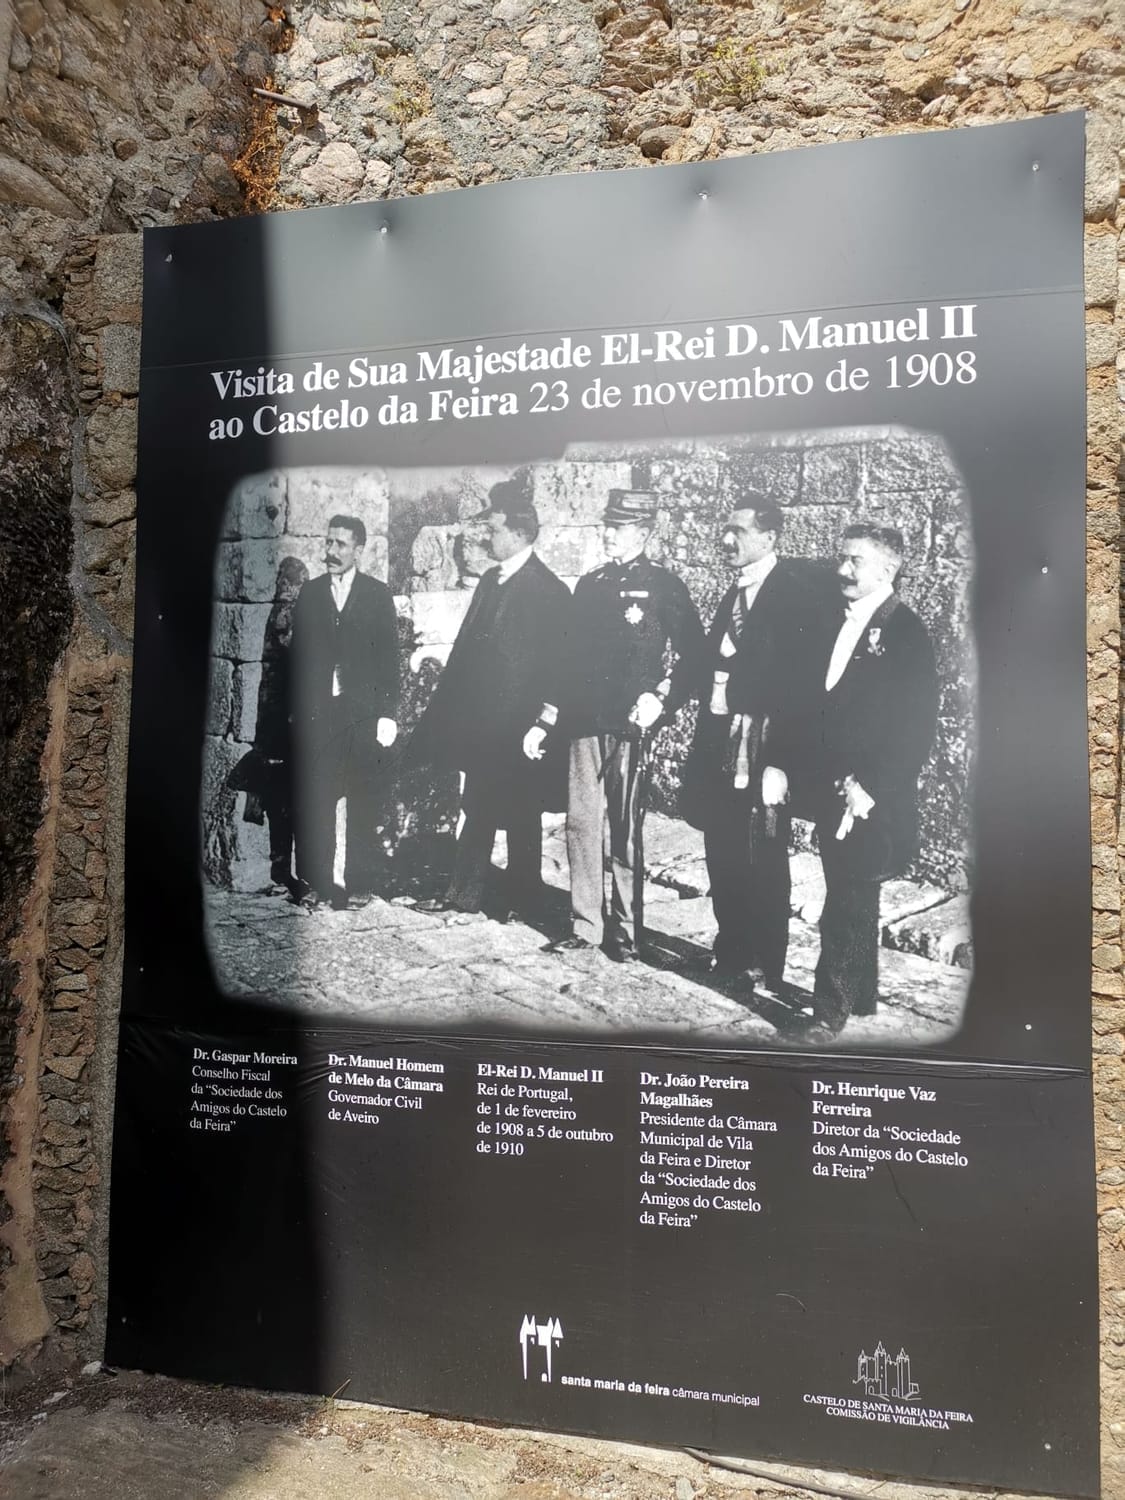 Visita de Sua Majestade El-Rei D. Manuel II
ao Castelo da Feira 23 de novembro de 1908
Dr. Gaspar Moreira
Conselho Fiscal
da “Sociedade dos
Amigos do Castelo
da Feira”
Dr. Manuel Homem
de Melo da Câmara
Governador Civil
de Aveiro
El-Rei D. Manuel II
Rei de Portugal,
de 1 de fevereiro
de 1908 a 5 de outubro
de 1910
Dr. João Pereira
Magalhães
Presidente da Câmara
Municipal de Vila
da Feira e Diretor
da “Sociedade dos
Amigos do Castelo
da Feira”
Dr. Henrique Vaz
Ferreira
Diretor da “Sociedade
dos Amigos do Castelo
da Feira”
santa maria da feira câmara municipal
CASTELO DE SANTA MARIA DA FEIRA
COMISSÃO DE VIGILÂNCIA